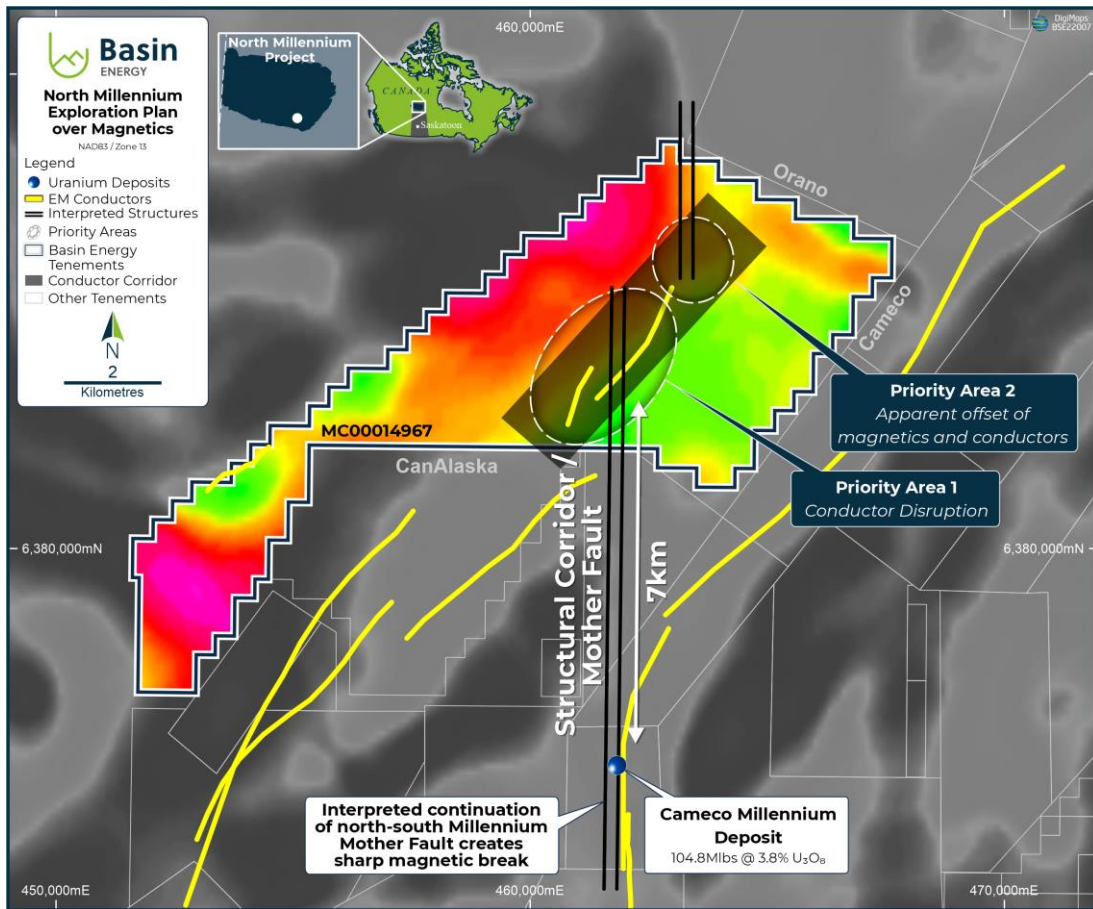 Basin
ENERGY
North Millennium
Exploration Plan
over Magnetics
NAD83 / Zone 13
Legend
Uranium Deposits
EM Conductors
Interpreted Structures
Priority Areas
Basin Energy
Tenements
Conductor Corridor
Other Tenements
N
2
Kilometres
North Millennium
Project
CANADA
Saskatoon
460,000mE
DigiMaps
BSE22007
Orano
Cameco
Priority Area 2
Apparent offset of
magnetics and conductors
Priority Area 1
Conductor Disruption
MC00014967
CanAlaska
Structural Corridor /
Mother Fault
7km
6,380,000mN
6,380,000mN
Interpreted continuation
of north-south Millennium
Mother Fault creates
sharp magnetic break
Cameco Millennium
Deposit
104.8Mlbs @ 3.8% U₃O₈
450,000mE
460,000mE
470,000mE